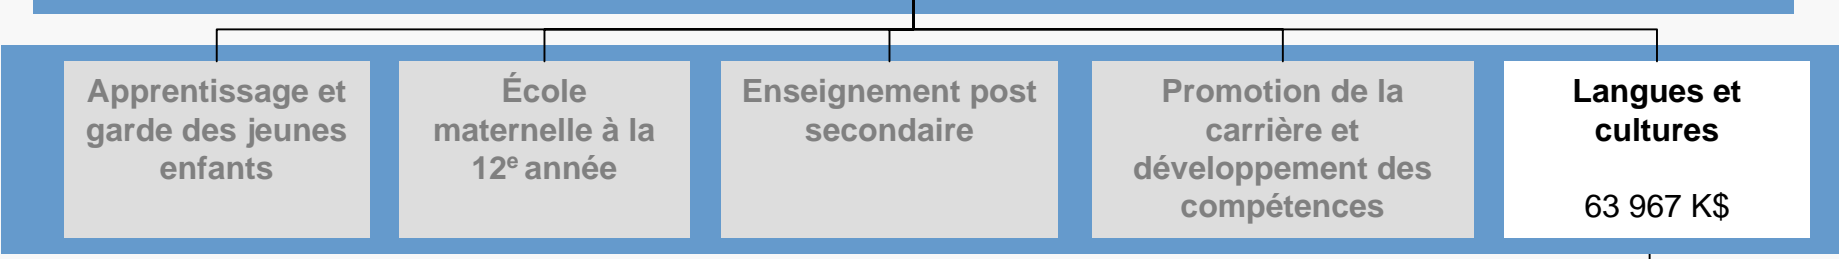 Apprentissage et
garde des jeunes
enfants
École
maternelle à la
12e année
Enseignement post
secondaire
Promotion de la
carrière et
développement des
compétences
Langues et
cultures
63 967 K$